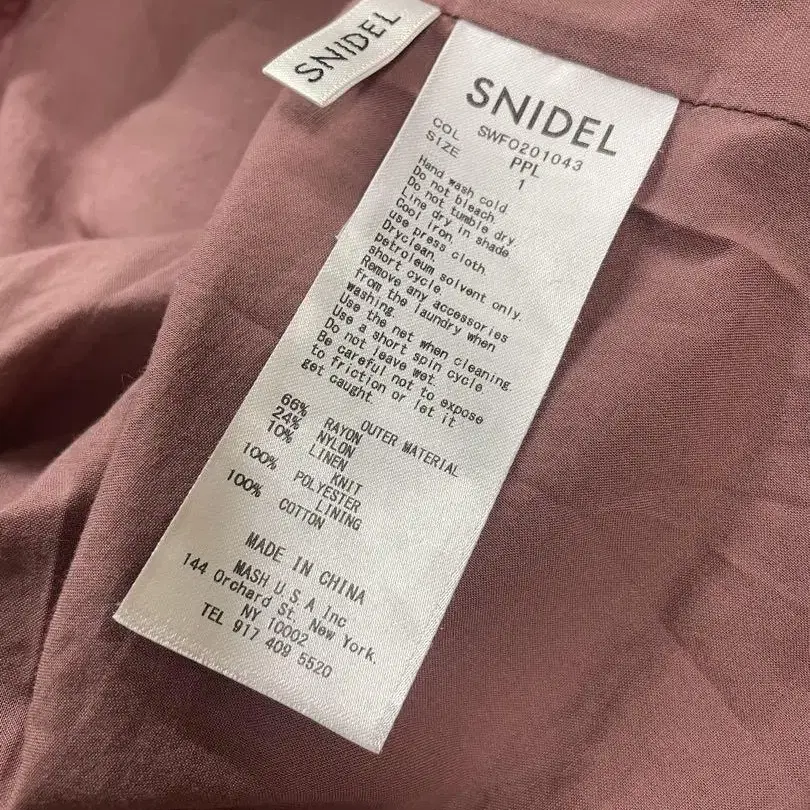 SNIDEL
SNIDEL
SWFO201043
COL PPL
SIZE 1
Hand wash cold
Do not bleach
Do not tumble dry
Line dry in shade
Cool iron
use press cloth
Dryclean
petroleum solvent only.
short cycle
Remove any accessories
from the laundry when
washing.
Use the net when cleaning
Use a short spin cycle
Do not leave wet
Be careful not to expose
to friction or let it
get caught
OUTER MATERIAL
66% RAYON
24% NYLON
10% LINEN
KNIT
100% POLYESTER
LINING
100% COTTON
MADE IN CHINA
MASH U.S.A Inc
144 Orchard St. New York.
NY 10002
TEL 917 409 5520